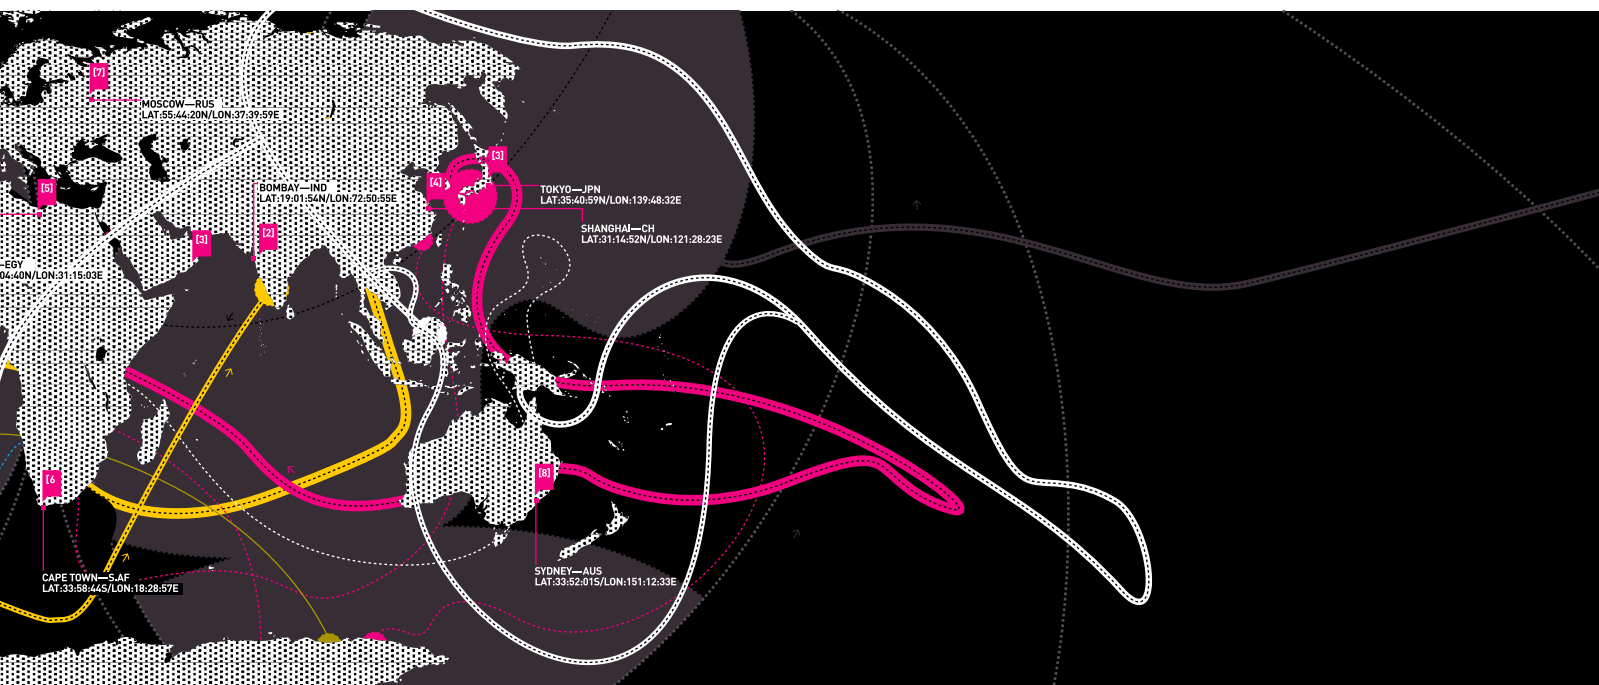 [7]
MOSCOW—RUS
LAT:55:44:20N/LON:37:39:59E
[3]
[4]
[5]
BOMBAY—IND
LAT:19:01:54N/LON:72:50:55E
TOKYO—JPN
LAT:35:40:59N/LON:139:48:32E
[3]
[2]
SHANGHAI—CH
LAT:31:14:52N/LON:121:28:23E
—EGY
04:40N/LON:31:15:03E
[6
[8]
CAPE TOWN—S.AF
LAT:33:58:44S/LON:18:28:57E
SYDNEY—AUS
LAT:33:52:01S/LON:151:12:33E